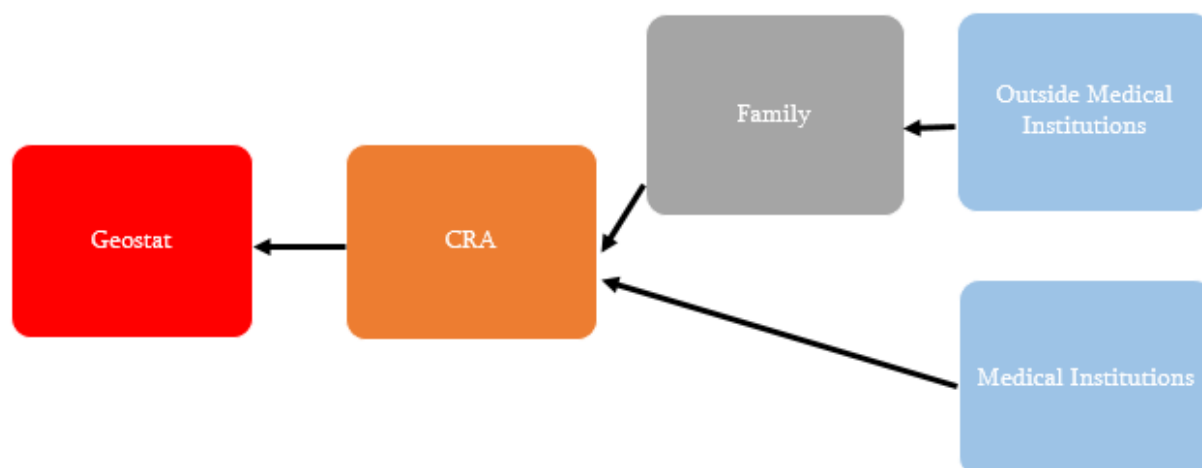 Geostat
CRA
Family
Outside Medical
Institutions
Medical Institutions